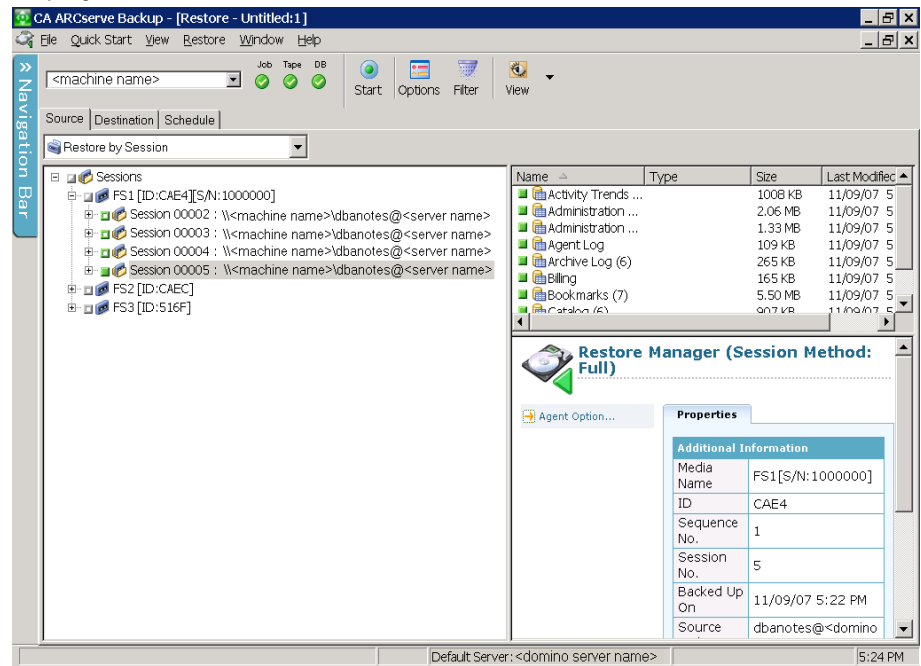 CA ARCserve Backup - [Restore - Untitled:1]
File Quick Start View Restore Window Help
Navigation Bar
<machine name>
Job Tape DB
Start Options Filter View
Source Destination Schedule
Restore by Session
Sessions
FS1 [ID:CAE4][S/N:1000000]
Session 00002 : \\<machine name>\dbanotes@<server name>
Session 00003 : \\<machine name>\dbanotes@<server name>
Session 00004 : \\<machine name>\dbanotes@<server name>
Session 00005 : \\<machine name>\dbanotes@<server name>
FS2 [ID:CAEC]
FS3 [ID:516F]
Name Type Size Last Modified
Activity Trends ... 1008 KB 11/09/07 5
Administration ... 2.06 MB 11/09/07 5
Administration ... 1.33 MB 11/09/07 5
Agent Log 109 KB 11/09/07 5
Archive Log (6) 265 KB 11/09/07 5
Billing 165 KB 11/09/07 5
Bookmarks (7) 5.50 MB 11/09/07 5
Catalog (6) 907 KB 11/09/07 5
Restore Manager (Session Method:
Full)
Agent Option...
Properties
Additional Information
Media
Name
FS1[S/N:1000000]
ID CAE4
Sequence
No.
1
Session
No.
5
Backed Up
On
11/09/07 5:22 PM
Source dbanotes@<domino
Default Server:<domino server name>
5:24 PM